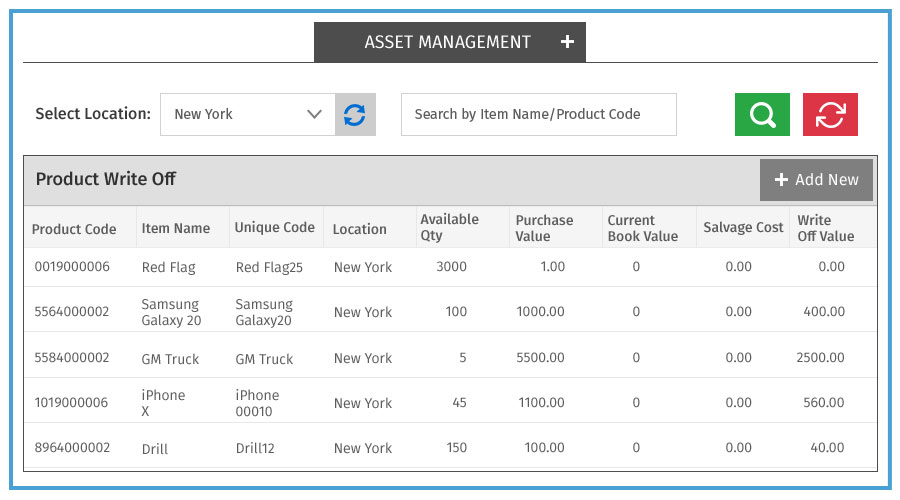 ASSET MANAGEMENT +
Select Location: New York Search by Item Name/Product Code
Product Write Off + Add New
Product Code Item Name Unique Code Location Available Qty Purchase Value Current Book Value Salvage Cost Write Off Value
0019000006 Red Flag Red Flag25 New York 3000 1.00 0 0.00 0.00
5564000002 Samsung Galaxy 20 Samsung Galaxy20 New York 100 1000.00 0 0.00 400.00
5584000002 GM Truck GM Truck New York 5 5500.00 0 0.00 2500.00
1019000006 iPhone X iPhone 00010 New York 45 1100.00 0 0.00 560.00
8964000002 Drill Drill12 New York 150 100.00 0 0.00 40.00